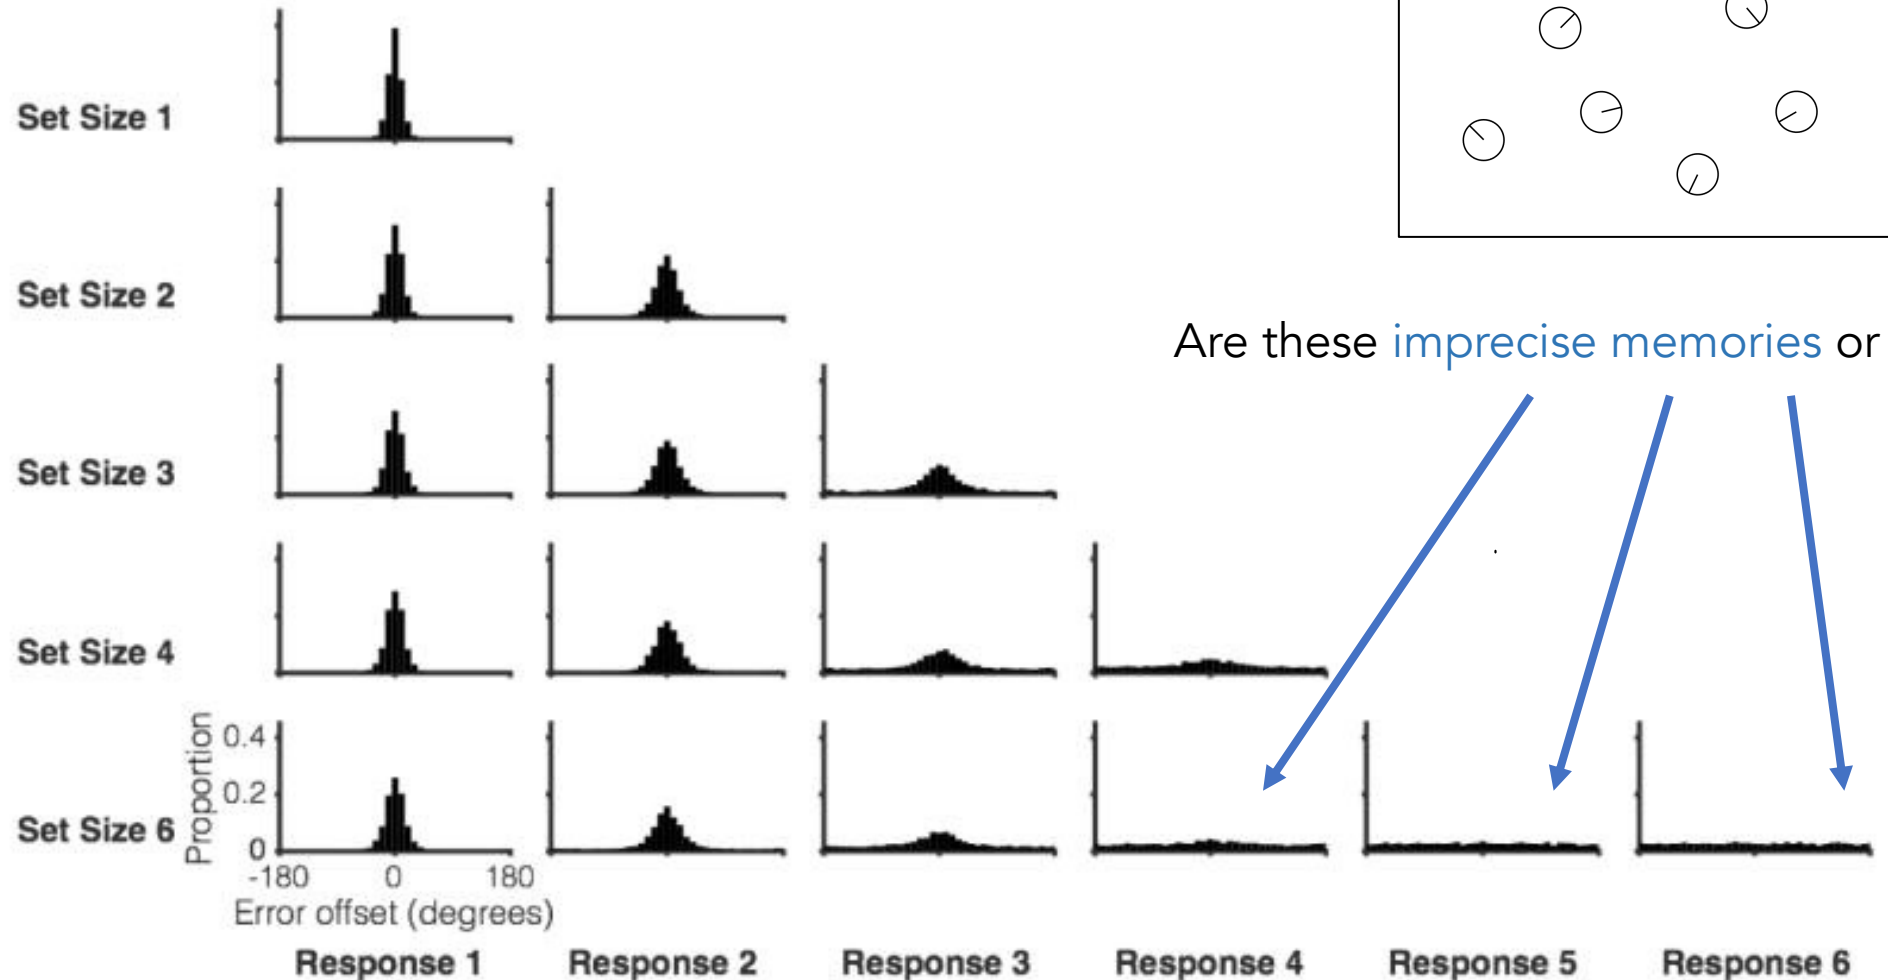 Set Size 1
Set Size 2
Are these imprecise memories or
Set Size 3
Set Size 4
Set Size 6
Proportion
0.4
0.2
0
-180 0 180
Error offset (degrees)
Response 1 Response 2 Response 3 Response 4 Response 5 Response 6